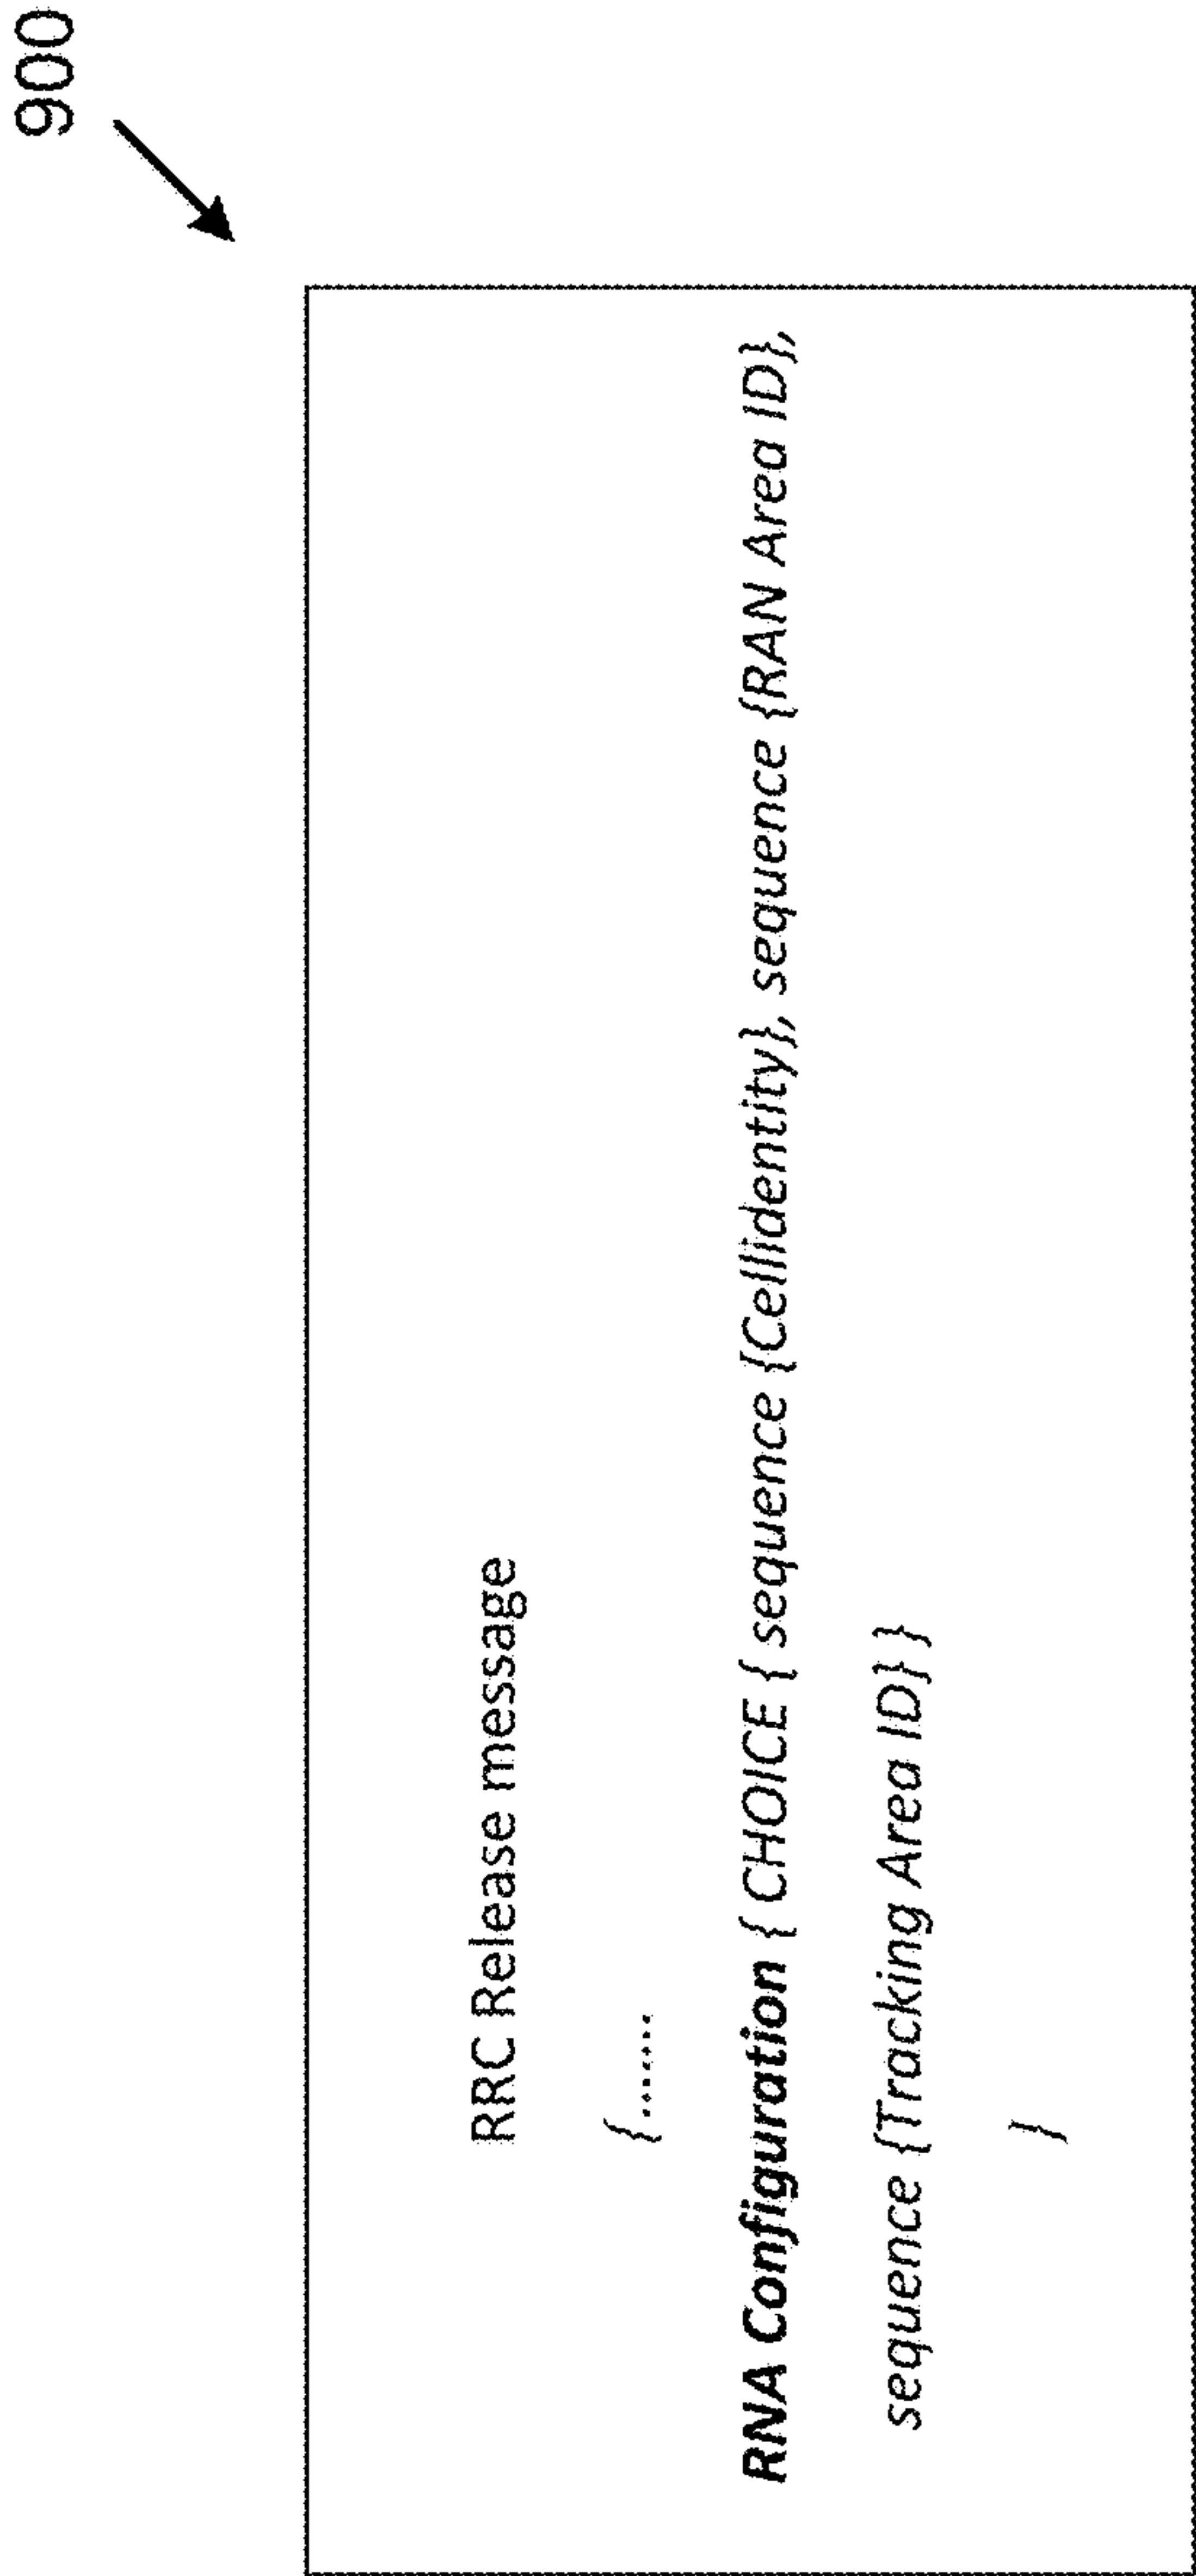 900
RRC Release message
{.......
RNA Configuration { CHOICE { sequence {Cellidentity}, sequence {RAN Area ID},
sequence {Tracking Area ID} }
}